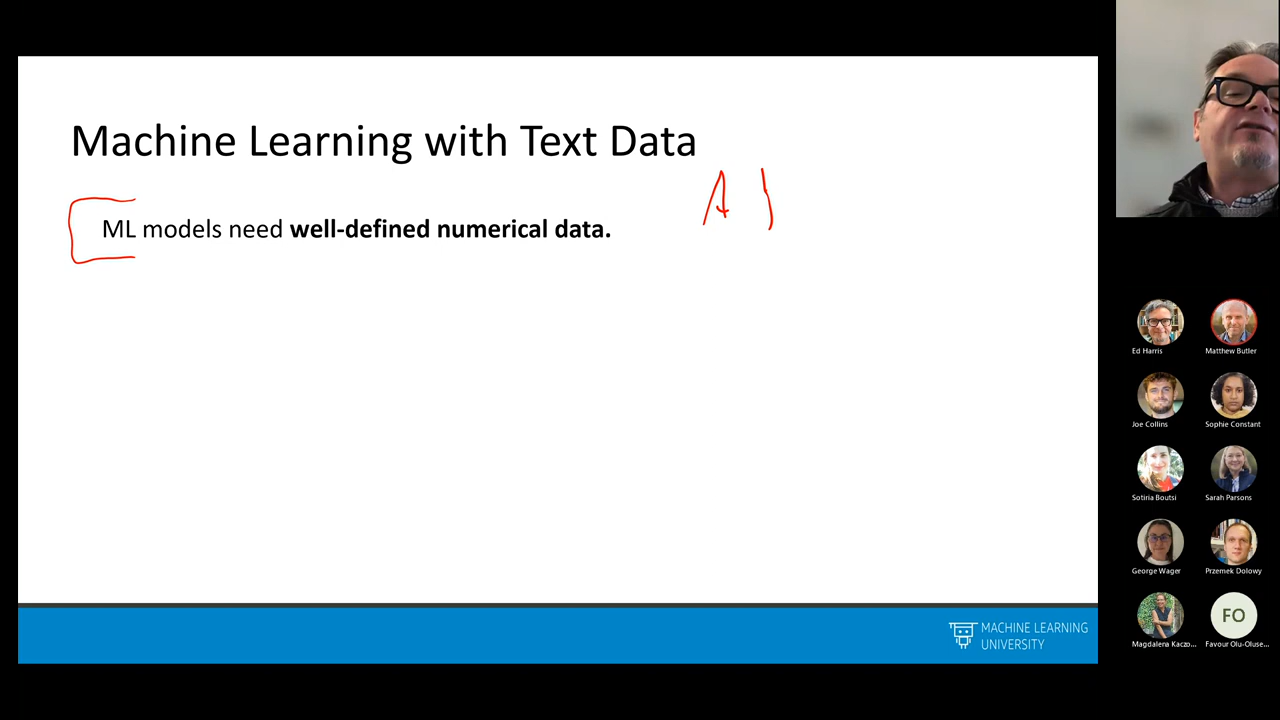 Machine Learning with Text Data
ML models need well-defined numerical data.
MACHINE LEARNING
UNIVERSITY
Ed Harris
Matthew Butler
Joe Collins
Sophie Constant
Sotiria Boutsi
Sarah Parsons
George Wager
Przemek Dolowy
FO
Magdalena Kaczo...
Favour Olu-Oluse...